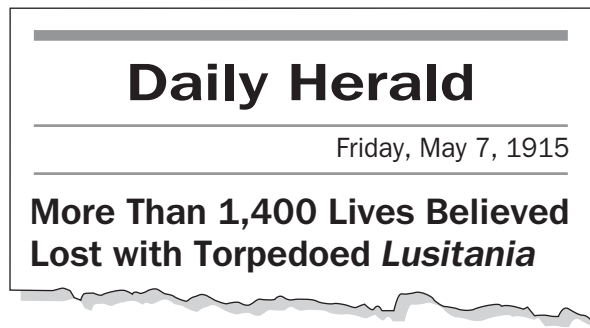 Daily Herald
Friday, May 7, 1915
More Than 1,400 Lives Believed
Lost with Torpedoed Lusitania